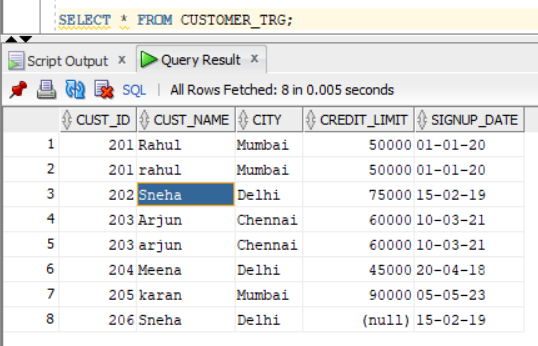 SELECT * FROM CUSTOMER_TRG;
Script Output x Query Result x
SQL | All Rows Fetched: 8 in 0.005 seconds
CUST_ID CUST_NAME CITY CREDIT_LIMIT SIGNUP_DATE
1 201 Rahul Mumbai 50000 01-01-20
2 201 rahul Mumbai 50000 01-01-20
3 202 Sneha Delhi 75000 15-02-19
4 203 Arjun Chennai 60000 10-03-21
5 203 arjun Chennai 60000 10-03-21
6 204 Meena Delhi 45000 20-04-18
7 205 karan Mumbai 90000 05-05-23
8 206 Sneha Delhi (null) 15-02-19